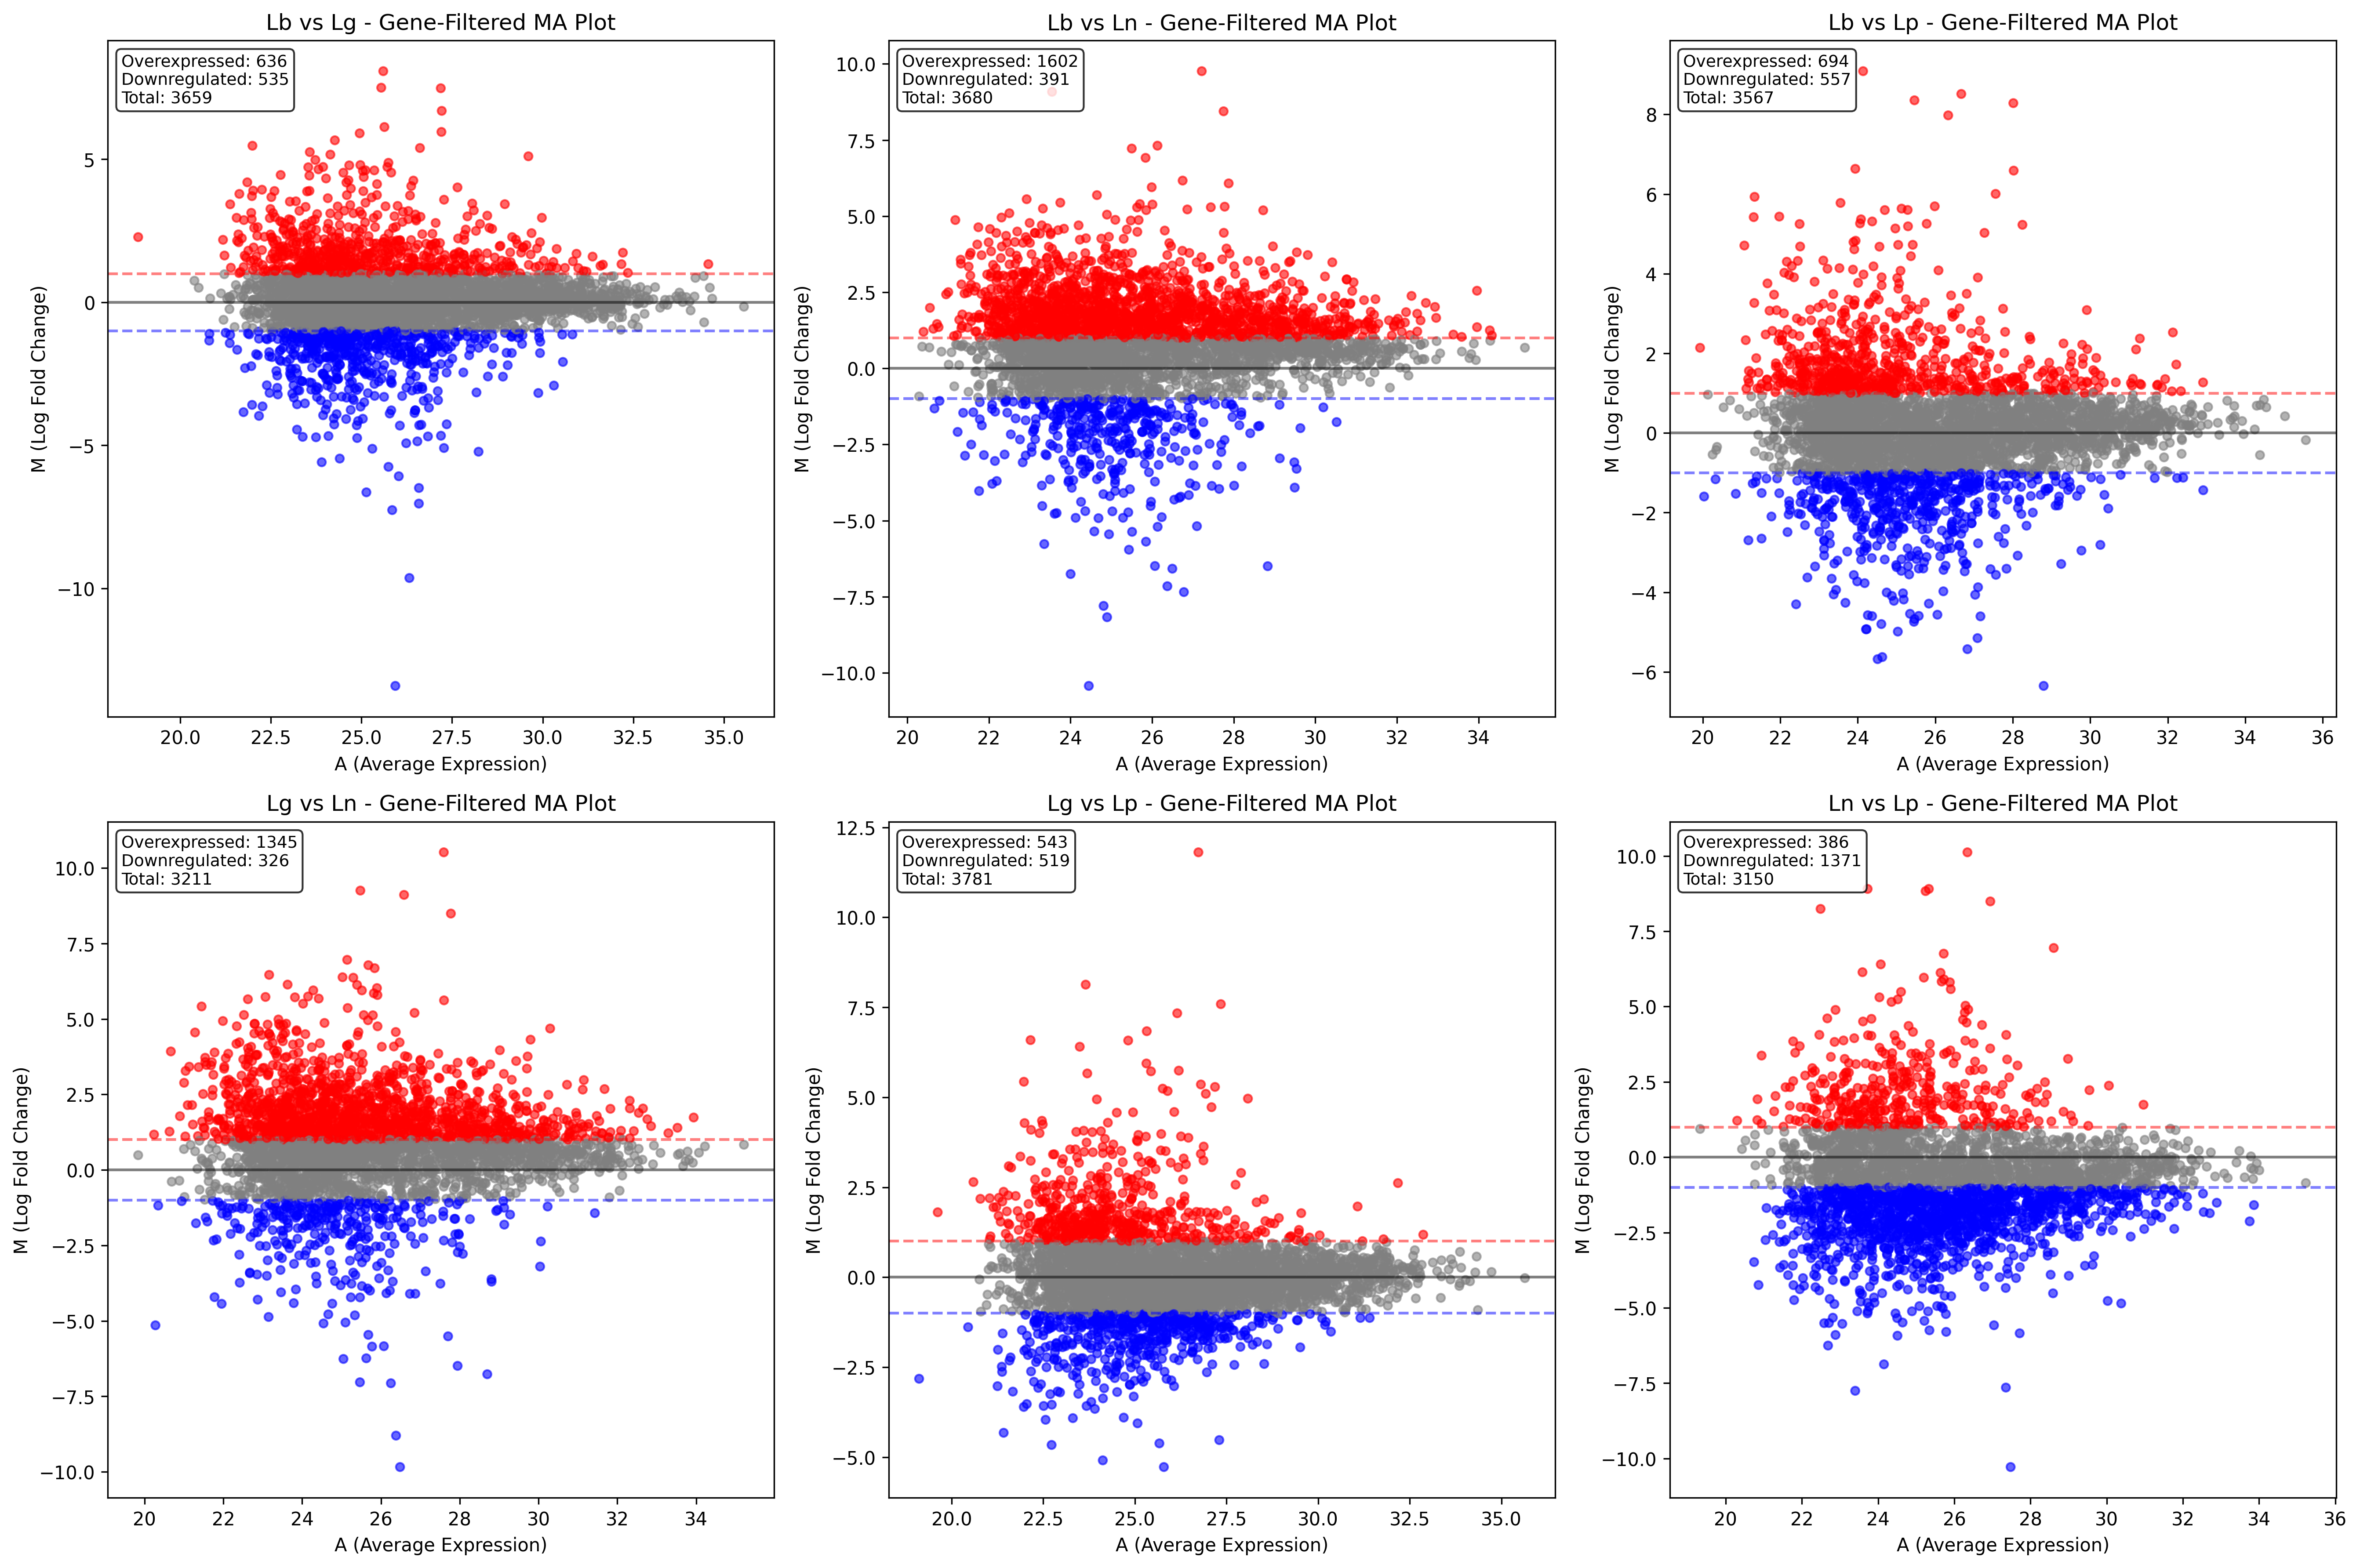 Lb vs Lg - Gene-Filtered MA Plot
Overexpressed: 636
Downregulated: 535
Total: 3659
5
0
−5
−10
M (Log Fold Change)
20.0 22.5 25.0 27.5 30.0 32.5 35.0
A (Average Expression)
Lb vs Ln - Gene-Filtered MA Plot
Overexpressed: 1602
Downregulated: 391
Total: 3680
10.0
7.5
5.0
2.5
0.0
−2.5
−5.0
−7.5
−10.0
M (Log Fold Change)
20 22 24 26 28 30 32 34
A (Average Expression)
Lb vs Lp - Gene-Filtered MA Plot
Overexpressed: 694
Downregulated: 557
Total: 3567
8
6
4
2
0
−2
−4
−6
M (Log Fold Change)
20 22 24 26 28 30 32 34 36
A (Average Expression)
Lg vs Ln - Gene-Filtered MA Plot
Overexpressed: 1345
Downregulated: 326
Total: 3211
10.0
7.5
5.0
2.5
0.0
−2.5
−5.0
−7.5
−10.0
M (Log Fold Change)
20 22 24 26 28 30 32 34
A (Average Expression)
Lg vs Lp - Gene-Filtered MA Plot
Overexpressed: 543
Downregulated: 519
Total: 3781
12.5
10.0
7.5
5.0
2.5
0.0
−2.5
−5.0
M (Log Fold Change)
20.0 22.5 25.0 27.5 30.0 32.5 35.0
A (Average Expression)
Ln vs Lp - Gene-Filtered MA Plot
Overexpressed: 386
Downregulated: 1371
Total: 3150
10.0
7.5
5.0
2.5
0.0
−2.5
−5.0
−7.5
−10.0
M (Log Fold Change)
20 22 24 26 28 30 32 34 36
A (Average Expression)